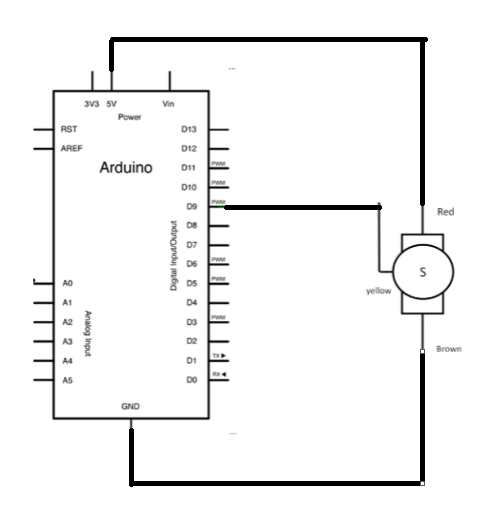 3V3 5V Vin
Power
RST D13
AREF D12
Arduino
PWM
D11
PWM
D10
PWM
D9
D8
D7
PWM
D6
PWM
A0 D5
A1 D4
PWM
A2 D3
A3 D2
TX ▶
A4 D1
RX ◀
A5 D0
Digital Input/Output
Analog Input
GND
Red
S
yellow
Brown